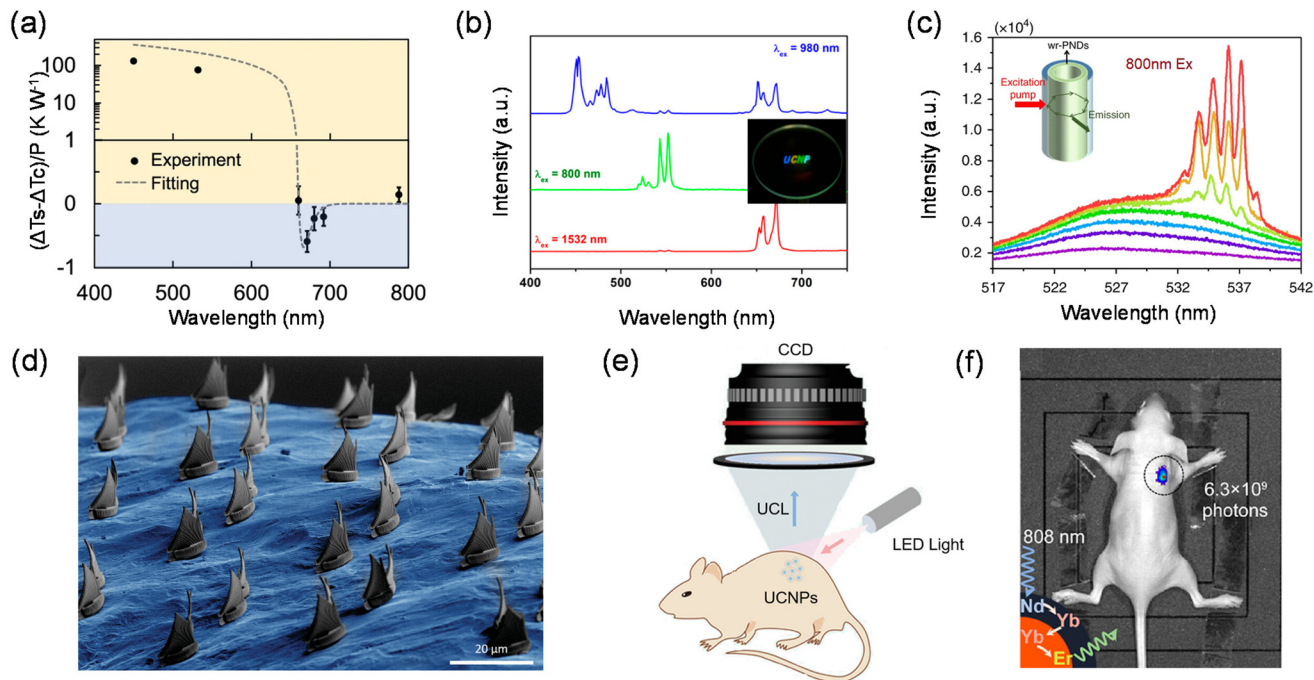 (a)
(ΔTs-ΔTc)/P (K W⁻¹)
100
10
1
0
-1
Experiment
Fitting
400 500 600 700 800
Wavelength (nm)
(b)
Intensity (a.u.)
λex = 980 nm
λex = 800 nm
λex = 1532 nm
UCNP
400 500 600 700
Wavelength (nm)
(c)
(×10⁴)
Intensity (a.u.)
1.6
1.4
1.2
1.0
0.8
0.6
0.4
0.2
wr-PNDs
800nm Ex
Excitation
pump
Emission
517 522 527 532 537 542
Wavelength (nm)
(d)
20 µm
(e)
CCD
UCL
LED Light
UCNPs
(f)
6.3×10⁹
photons
808 nm
Nd
Yb
Yb
Er